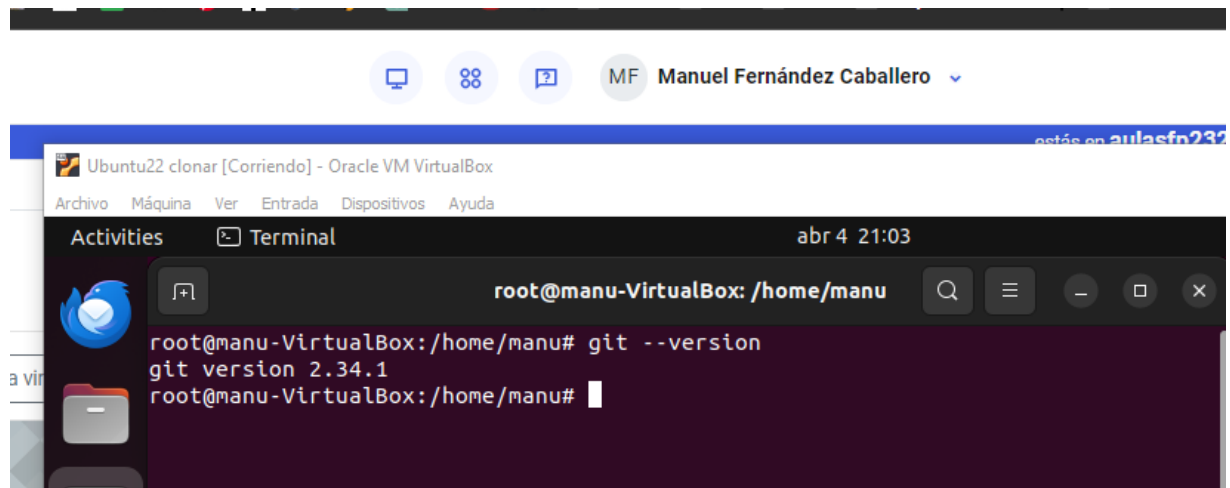 MF Manuel Fernández Caballero
estás en aulasfp232
Ubuntu22 clonar [Corriendo] - Oracle VM VirtualBox
Archivo Máquina Ver Entrada Dispositivos Ayuda
Activities Terminal abr 4 21:03
root@manu-VirtualBox: /home/manu
root@manu-VirtualBox:/home/manu# git --version
git version 2.34.1
a vir
root@manu-VirtualBox:/home/manu#